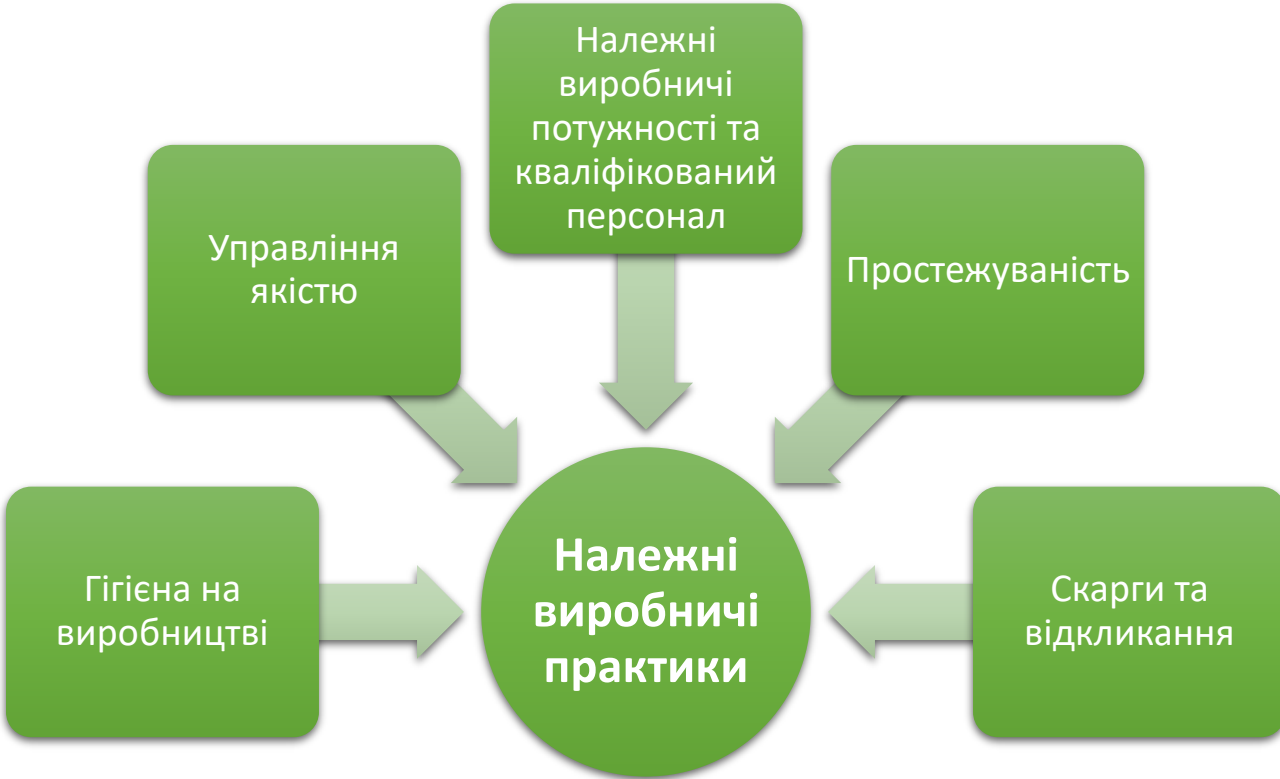 Належні
виробничі
потужності та
кваліфікований
персонал
Управління
якістю
Простежуваність
Гігієна на
виробництві
Належні
виробничі
практики
Скарги та
відкликання